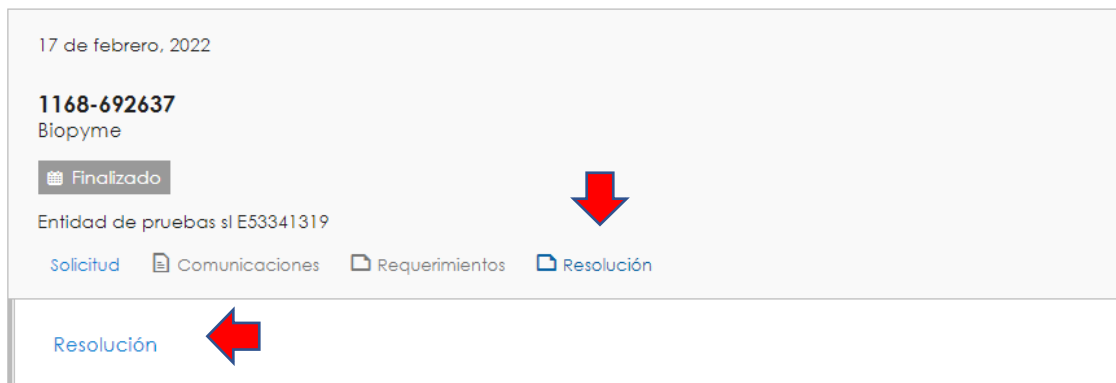 17 de febrero, 2022
1168-692637
Biopyme
Finalizado
Entidad de pruebas sl E53341319
Solicitud Comunicaciones Requerimientos Resolución
Resolución